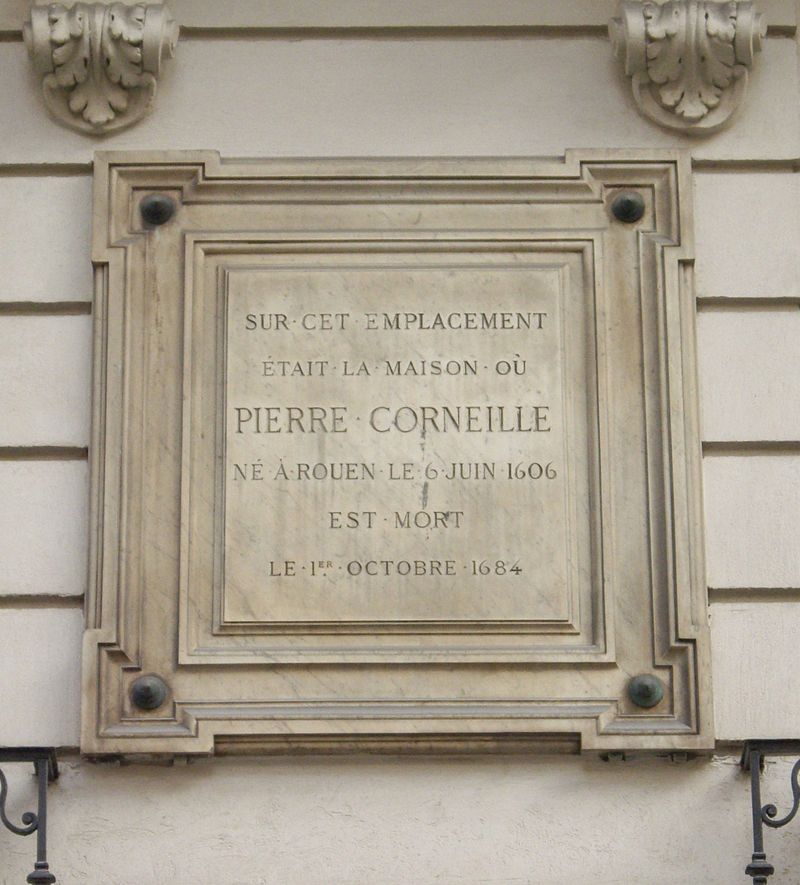 SUR·CET·EMPLACEMENT
ÉTAIT·LA·MAISON·OÙ
PIERRE·CORNEILLE
NÉ·À·ROUEN·LE·6·JUIN·1606
EST·MORT
LE·1ER·OCTOBRE·1684